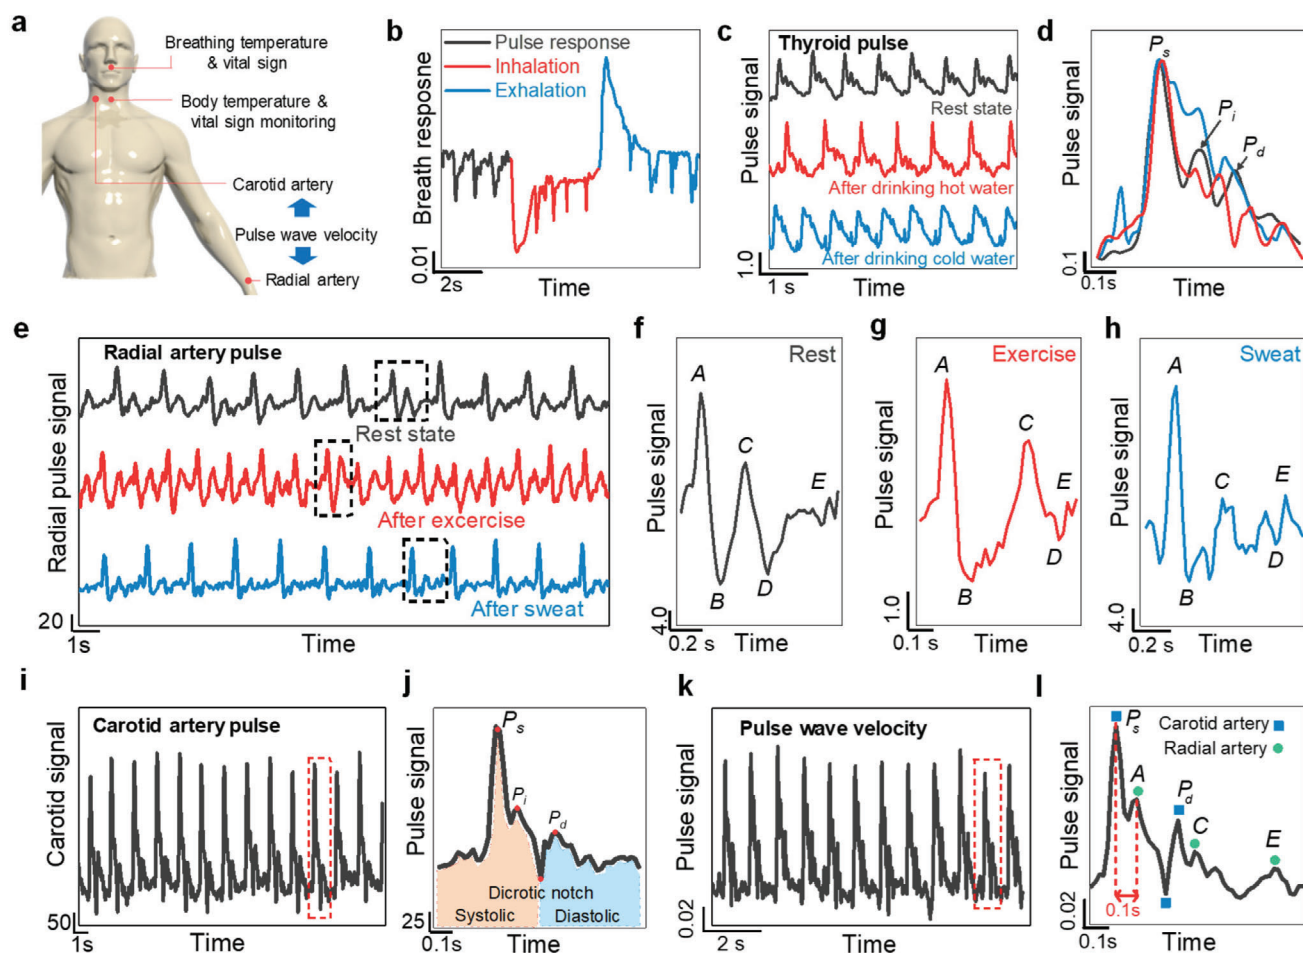 a
Breathing temperature
& vital sign
Body temperature &
vital sign monitoring
Carotid artery
Pulse wave velocity
Radial artery
b
Pulse response
Inhalation
Exhalation
Breath resposne
0.01
2s
Time
c
Thyroid pulse
Rest state
After drinking hot water
After drinking cold water
Pulse signal
1.0
1 s
Time
d
Ps
Pi
Pd
Pulse signal
0.1
0.1s
Time
e
Radial artery pulse
Rest state
After excercise
After sweat
Radial pulse signal
20
1s
Time
f
Rest
A
C
E
B
D
Pulse signal
4.0
0.2 s
Time
g
Exercise
A
C
E
D
B
Pulse signal
1.0
0.1 s
Time
h
Sweat
A
C
E
D
B
Pulse signal
4.0
0.2 s
Time
i
Carotid artery pulse
Carotid signal
50
1s
Time
j
Ps
Pi
Pd
Dicrotic notch
Systolic
Diastolic
Pulse signal
25
0.1s
Time
k
Pulse wave velocity
Pulse signal
0.02
2 s
Time
l
Carotid artery
Radial artery
Ps
A
Pd
C
E
0.1s
Pulse signal
0.02
0.1s
Time